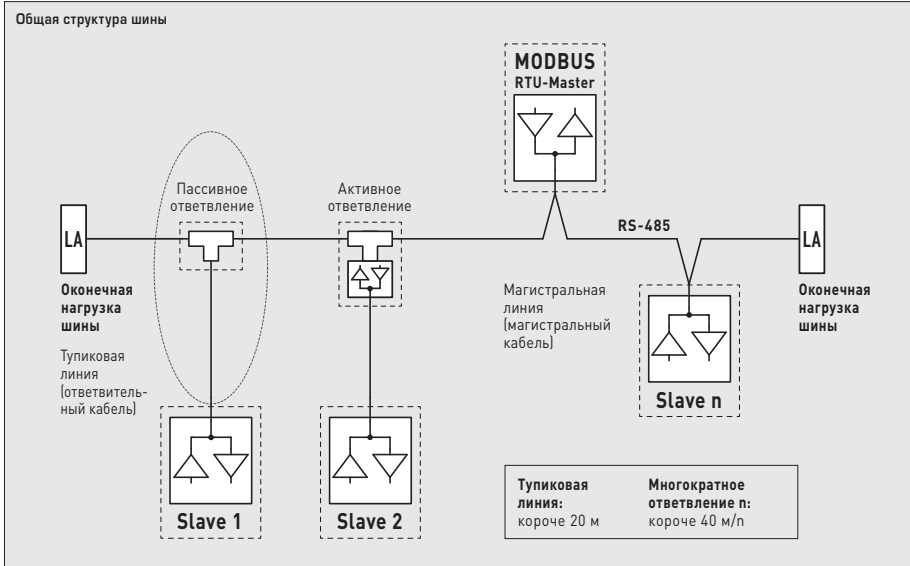 Общая структура шины
MODBUS
RTU-Master
Пассивное
ответвление
Активное
ответвление
LA
RS-485
LA
Оконечная
нагрузка
шины
Магистральная
линия
(магистральный
кабель)
Оконечная
нагрузка
шины
Тупиковая
линия
(ответвитель-
ный кабель)
Slave n
Slave 1
Slave 2
Тупиковая
линия:
короче 20 м
Многократное
ответвление n:
короче 40 м/n